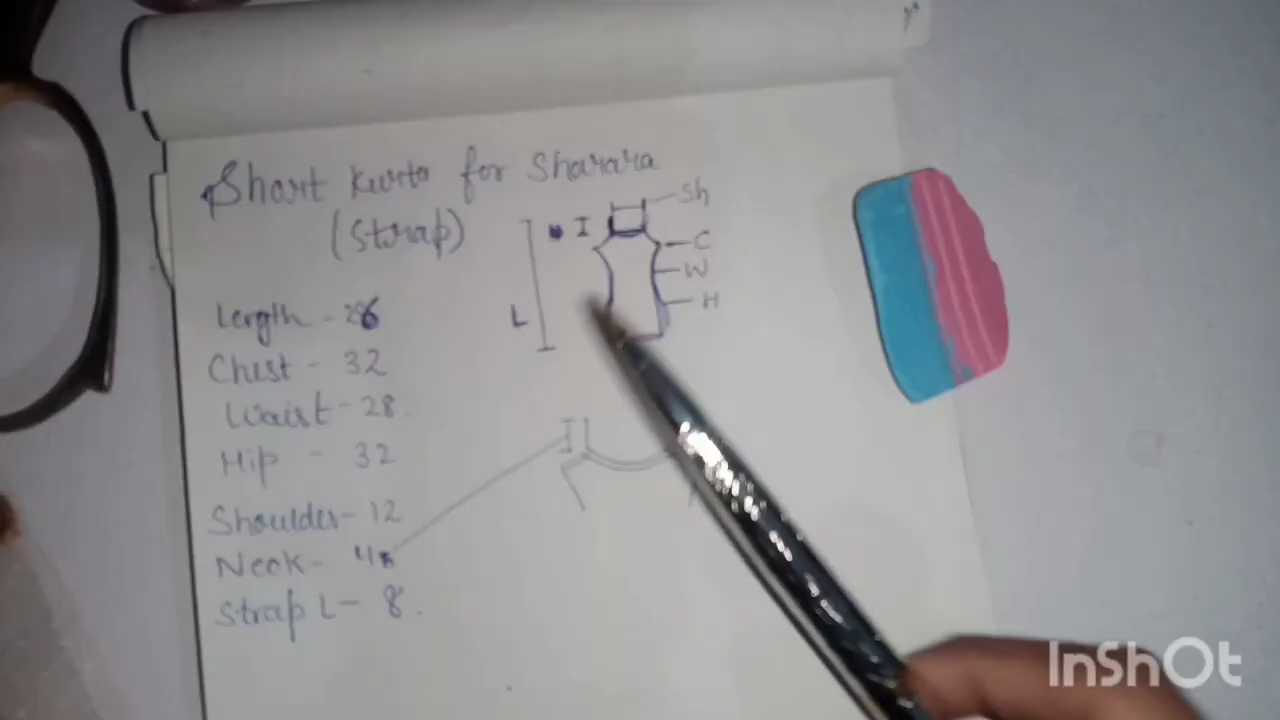 Short Kurta for Sharara
(Strap)
Sh
I
C
W
H
L
Length - 26
Chest - 32
Waist - 28.
Hip - 32
Shoulder - 12
Neck -
Strap L - 8.
I
InShOt